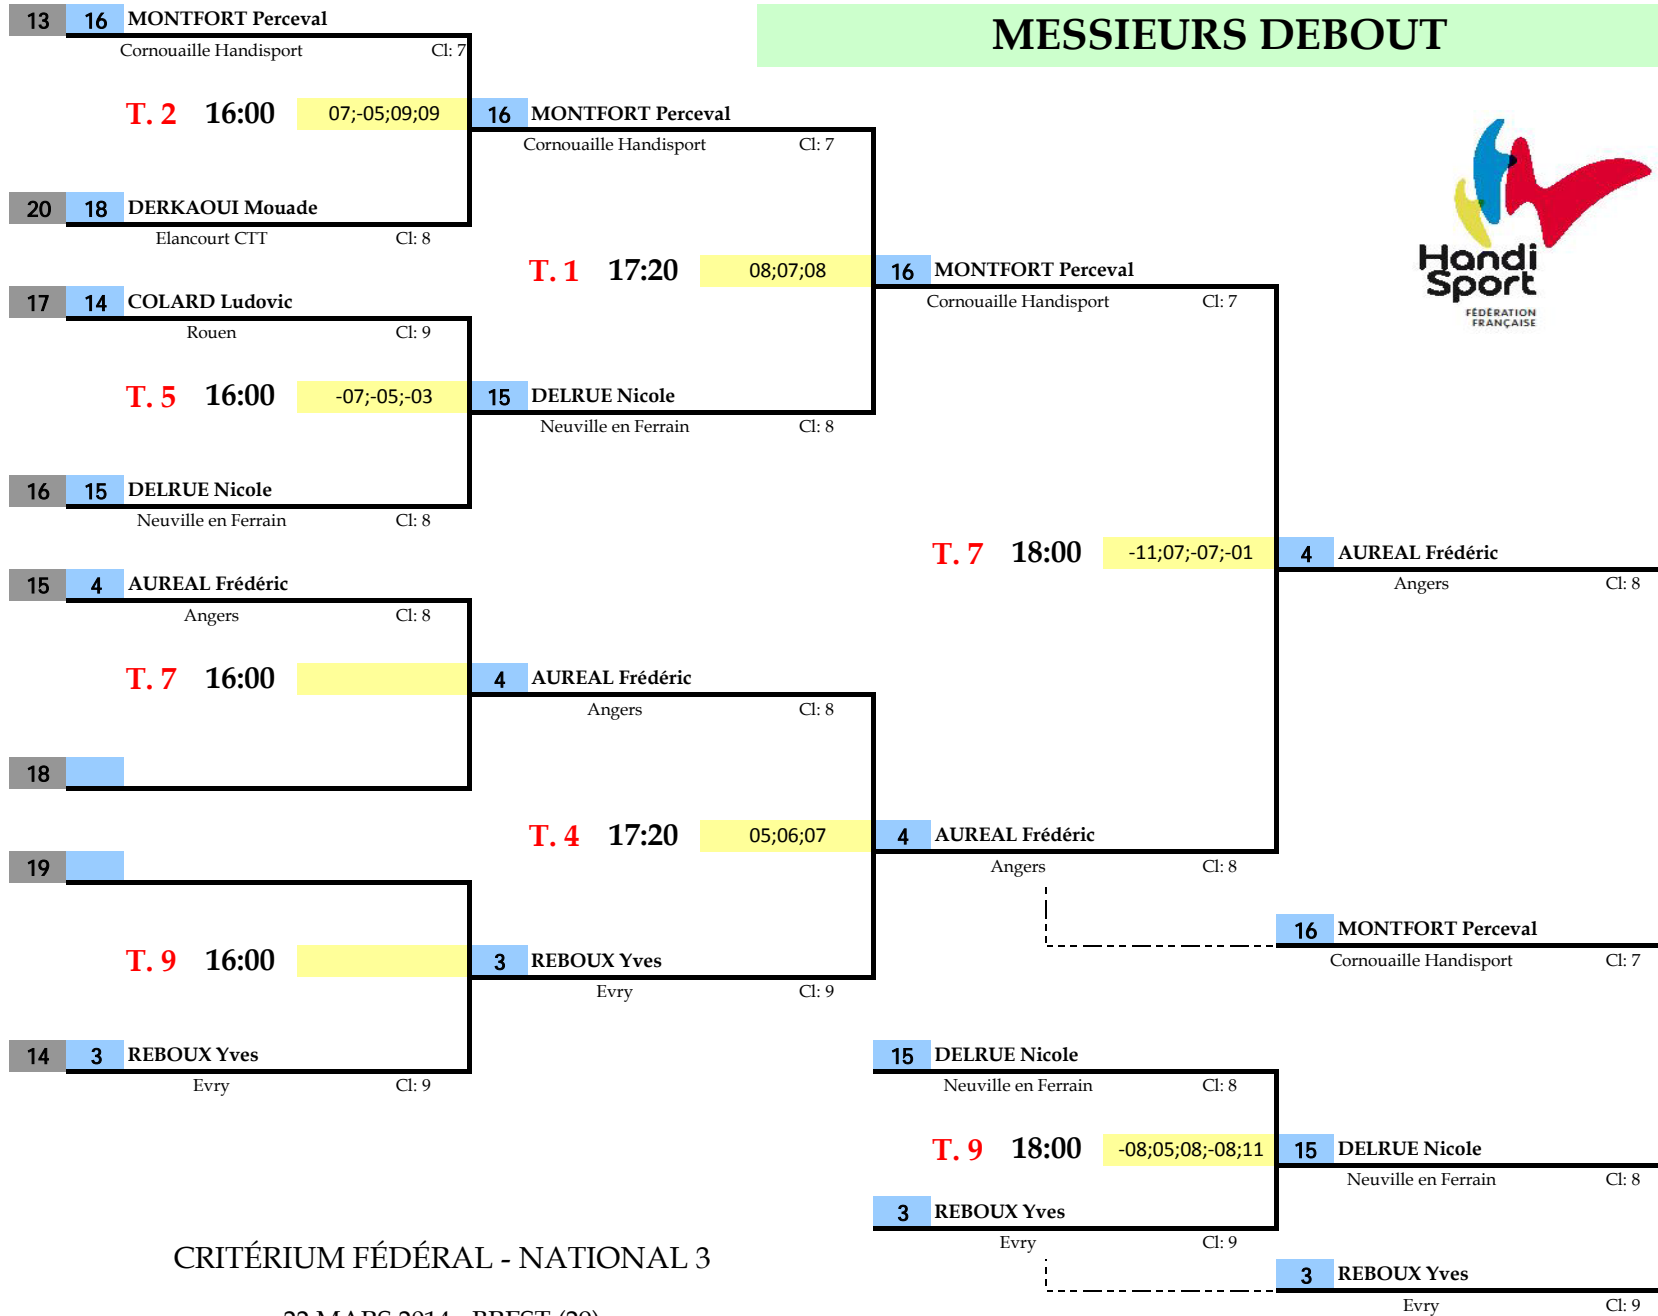 MESSIEURS DEBOUT
13 16 MONTFORT Perceval
Cornouaille Handisport Cl: 7
T. 2 16:00 07;-05;09;09 16 MONTFORT Perceval
Cornouaille Handisport Cl: 7
20 18 DERKAOUI Mouade
Elancourt CTT Cl: 8
T. 1 17:20 08;07;08 16 MONTFORT Perceval
Cornouaille Handisport Cl: 7
Handi
Sport
FÉDÉRATION
FRANÇAISE
17 14 COLARD Ludovic
Rouen Cl: 9
T. 5 16:00 -07;-05;-03 15 DELRUE Nicole
Neuville en Ferrain Cl: 8
16 15 DELRUE Nicole
Neuville en Ferrain Cl: 8
T. 7 18:00 -11;07;-07;-01 4 AUREAL Frédéric
Angers Cl: 8
15 4 AUREAL Frédéric
Angers Cl: 8
T. 7 16:00 4 AUREAL Frédéric
Angers Cl: 8
18
T. 4 17:20 05;06;07 4 AUREAL Frédéric
Angers Cl: 8
19
16 MONTFORT Perceval
Cornouaille Handisport Cl: 7
T. 9 16:00 3 REBOUX Yves
Evry Cl: 9
14 3 REBOUX Yves
Evry Cl: 9
15 DELRUE Nicole
Neuville en Ferrain Cl: 8
T. 9 18:00 -08;05;08;-08;11 15 DELRUE Nicole
Neuville en Ferrain Cl: 8
3 REBOUX Yves
Evry Cl: 9
CRITÉRIUM FÉDÉRAL - NATIONAL 3
3 REBOUX Yves
Evry Cl: 9